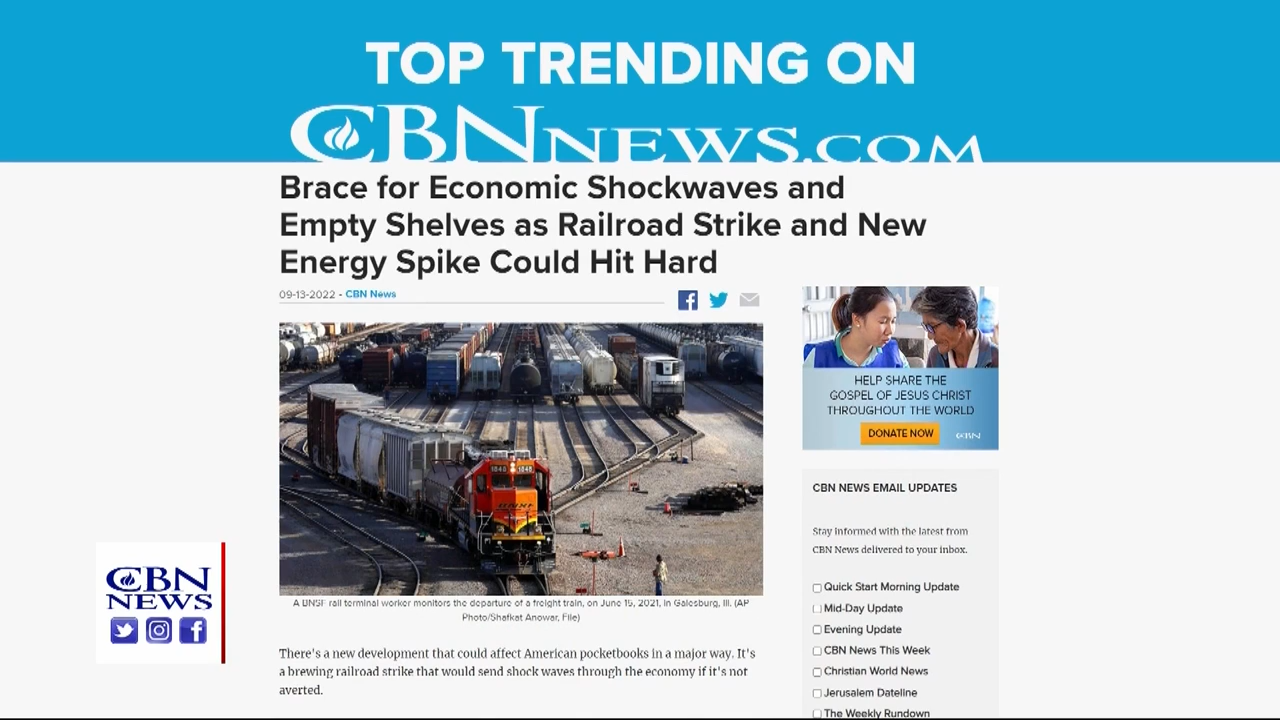 TOP TRENDING ON
CBNNEWS.COM
Brace for Economic Shockwaves and
Empty Shelves as Railroad Strike and New
Energy Spike Could Hit Hard
09-13-2022 - CBN News
A BNSF rail terminal worker monitors the departure of a freight train, on June 15, 2021, in Galesburg, Ill. (AP
Photo/Shafkat Anowar, File)
There's a new development that could affect American pocketbooks in a major way. It's
a brewing railroad strike that would send shock waves through the economy if it's not
averted.
HELP SHARE THE
GOSPEL OF JESUS CHRIST
THROUGHOUT THE WORLD
DONATE NOW
CBN
CBN NEWS EMAIL UPDATES
Stay informed with the latest from
CBN News delivered to your inbox.
Quick Start Morning Update
Mid-Day Update
Evening Update
CBN News This Week
Christian World News
Jerusalem Dateline
The Weekly Rundown
CBN
NEWS